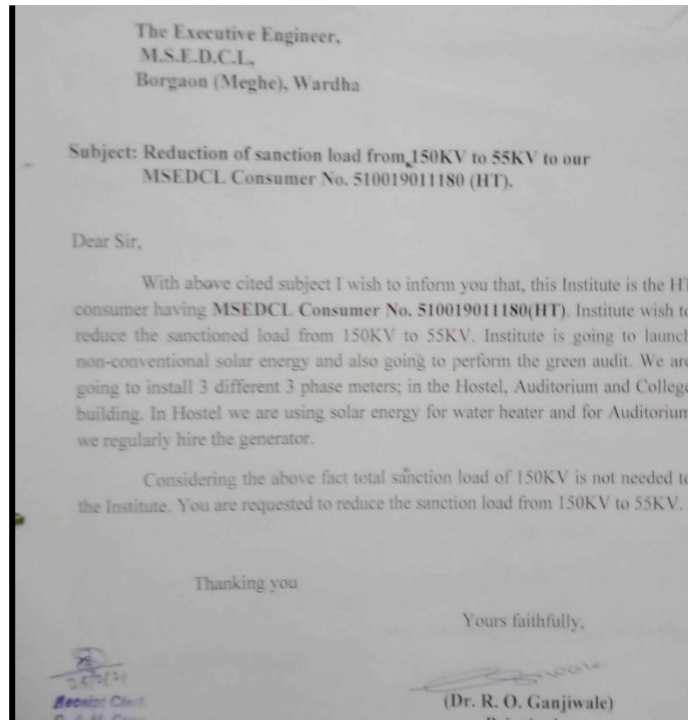 The Executive Engineer,
M.S.E.D.C.L,
Borgaon (Meghe), Wardha
Subject: Reduction of sanction load from 150KV to 55KV to our
MSEDCL Consumer No. 510019011180 (HT).
Dear Sir,
With above cited subject I wish to inform you that, this Institute is the HT
consumer having MSEDCL Consumer No. 510019011180(HT). Institute wish to
reduce the sanctioned load from 150KV to 55KV. Institute is going to launch
non-conventional solar energy and also going to perform the green audit. We are
going to install 3 different 3 phase meters; in the Hostel, Auditorium and College
building. In Hostel we are using solar energy for water heater and for Auditorium
we regularly hire the generator.
Considering the above fact total sanction load of 150KV is not needed to
the Institute. You are requested to reduce the sanction load from 150KV to 55KV.
Thanking you
Yours faithfully,
(Dr. R. O. Ganjiwale)